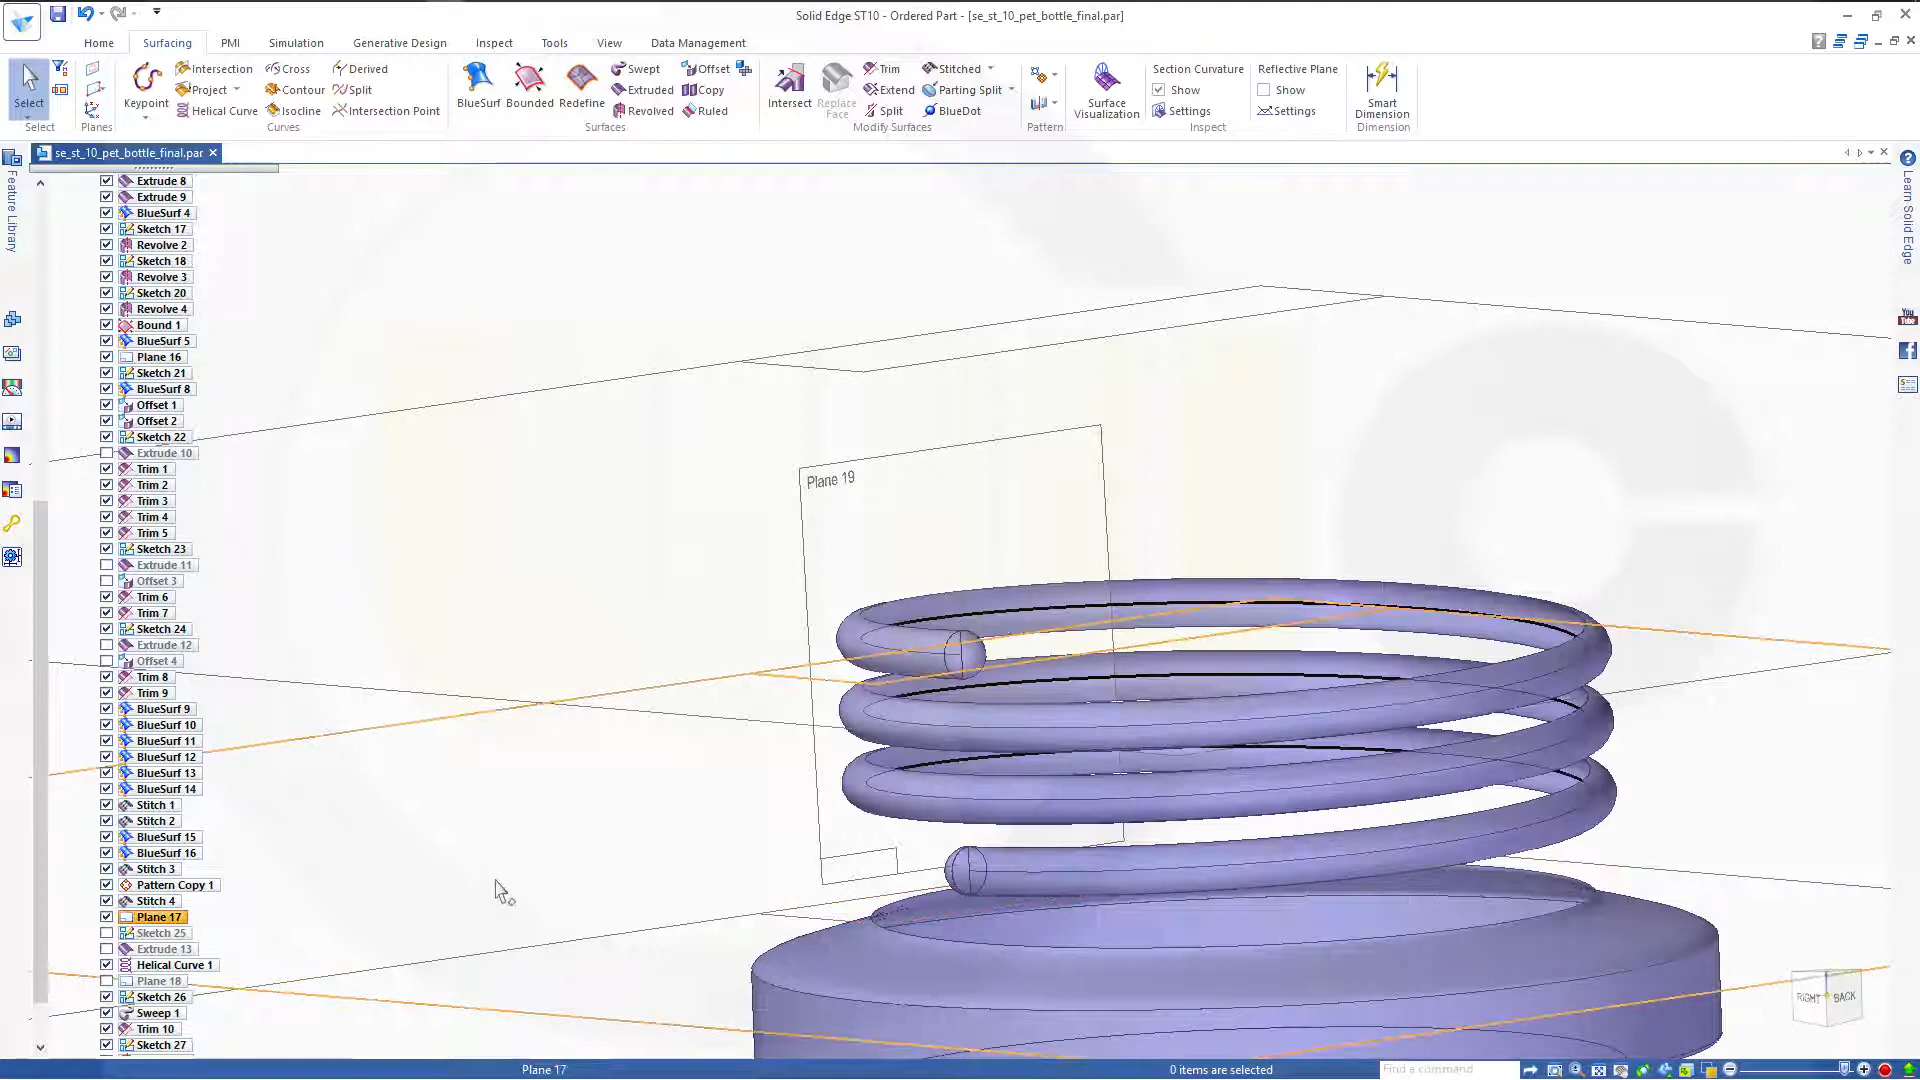 Solid Edge ST10 - Ordered Part - [se_st_10_pet_bottle_final.par]
Home
Surfacing
PMI
Simulation
Generative Design
Inspect
Tools
View
Data Management
Select
Select
Planes
Keypoint
Intersection
Project
Helical Curve
Cross
Contour
Isocline
Derived
Split
Intersection Point
Curves
BlueSurf
Bounded
Redefine
Swept
Extruded
Revolved
Offset
Copy
Ruled
Surfaces
Intersect
Replace Face
Trim
Extend
Split
Stitched
Parting Split
BlueDot
Modify Surfaces
Pattern
Surface Visualization
Section Curvature
Show
Settings
Inspect
Reflective Plane
Show
Settings
Smart Dimension
Dimension
se_st_10_pet_bottle_final.par
Feature Library
Learn Solid Edge
Extrude 8
Extrude 9
BlueSurf 4
Sketch 17
Revolve 2
Sketch 18
Revolve 3
Sketch 20
Revolve 4
Bound 1
BlueSurf 5
Plane 16
Sketch 21
BlueSurf 8
Offset 1
Offset 2
Sketch 22
Extrude 10
Trim 1
Trim 2
Trim 3
Trim 4
Trim 5
Sketch 23
Extrude 11
Offset 3
Trim 6
Trim 7
Sketch 24
Extrude 12
Offset 4
Trim 8
Trim 9
BlueSurf 9
BlueSurf 10
BlueSurf 11
BlueSurf 12
BlueSurf 13
BlueSurf 14
Stitch 1
Stitch 2
BlueSurf 15
BlueSurf 16
Stitch 3
Pattern Copy 1
Stitch 4
Plane 17
Sketch 25
Extrude 13
Helical Curve 1
Plane 18
Sketch 26
Sweep 1
Trim 10
Sketch 27
Plane 19
RIGHT
BACK
You
Tube
Plane 17
0 items are selected
Find a command